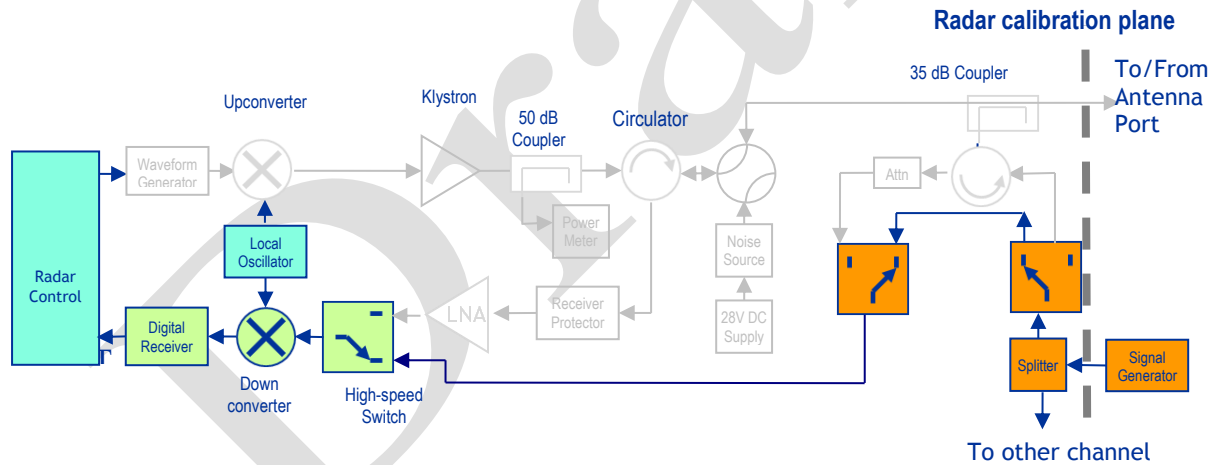 Radar calibration plane
To/From
Antenna
Port
35 dB Coupler
Klystron
Upconverter
50 dB
Coupler
Circulator
Waveform
Generator
Attn
Power
Meter
Noise
Source
Local
Oscillator
Radar
Control
LNA
Receiver
Protector
28V DC
Supply
Digital
Receiver
T
Splitter
Signal
Generator
Down
converter
High-speed
Switch
To other channel
Draft